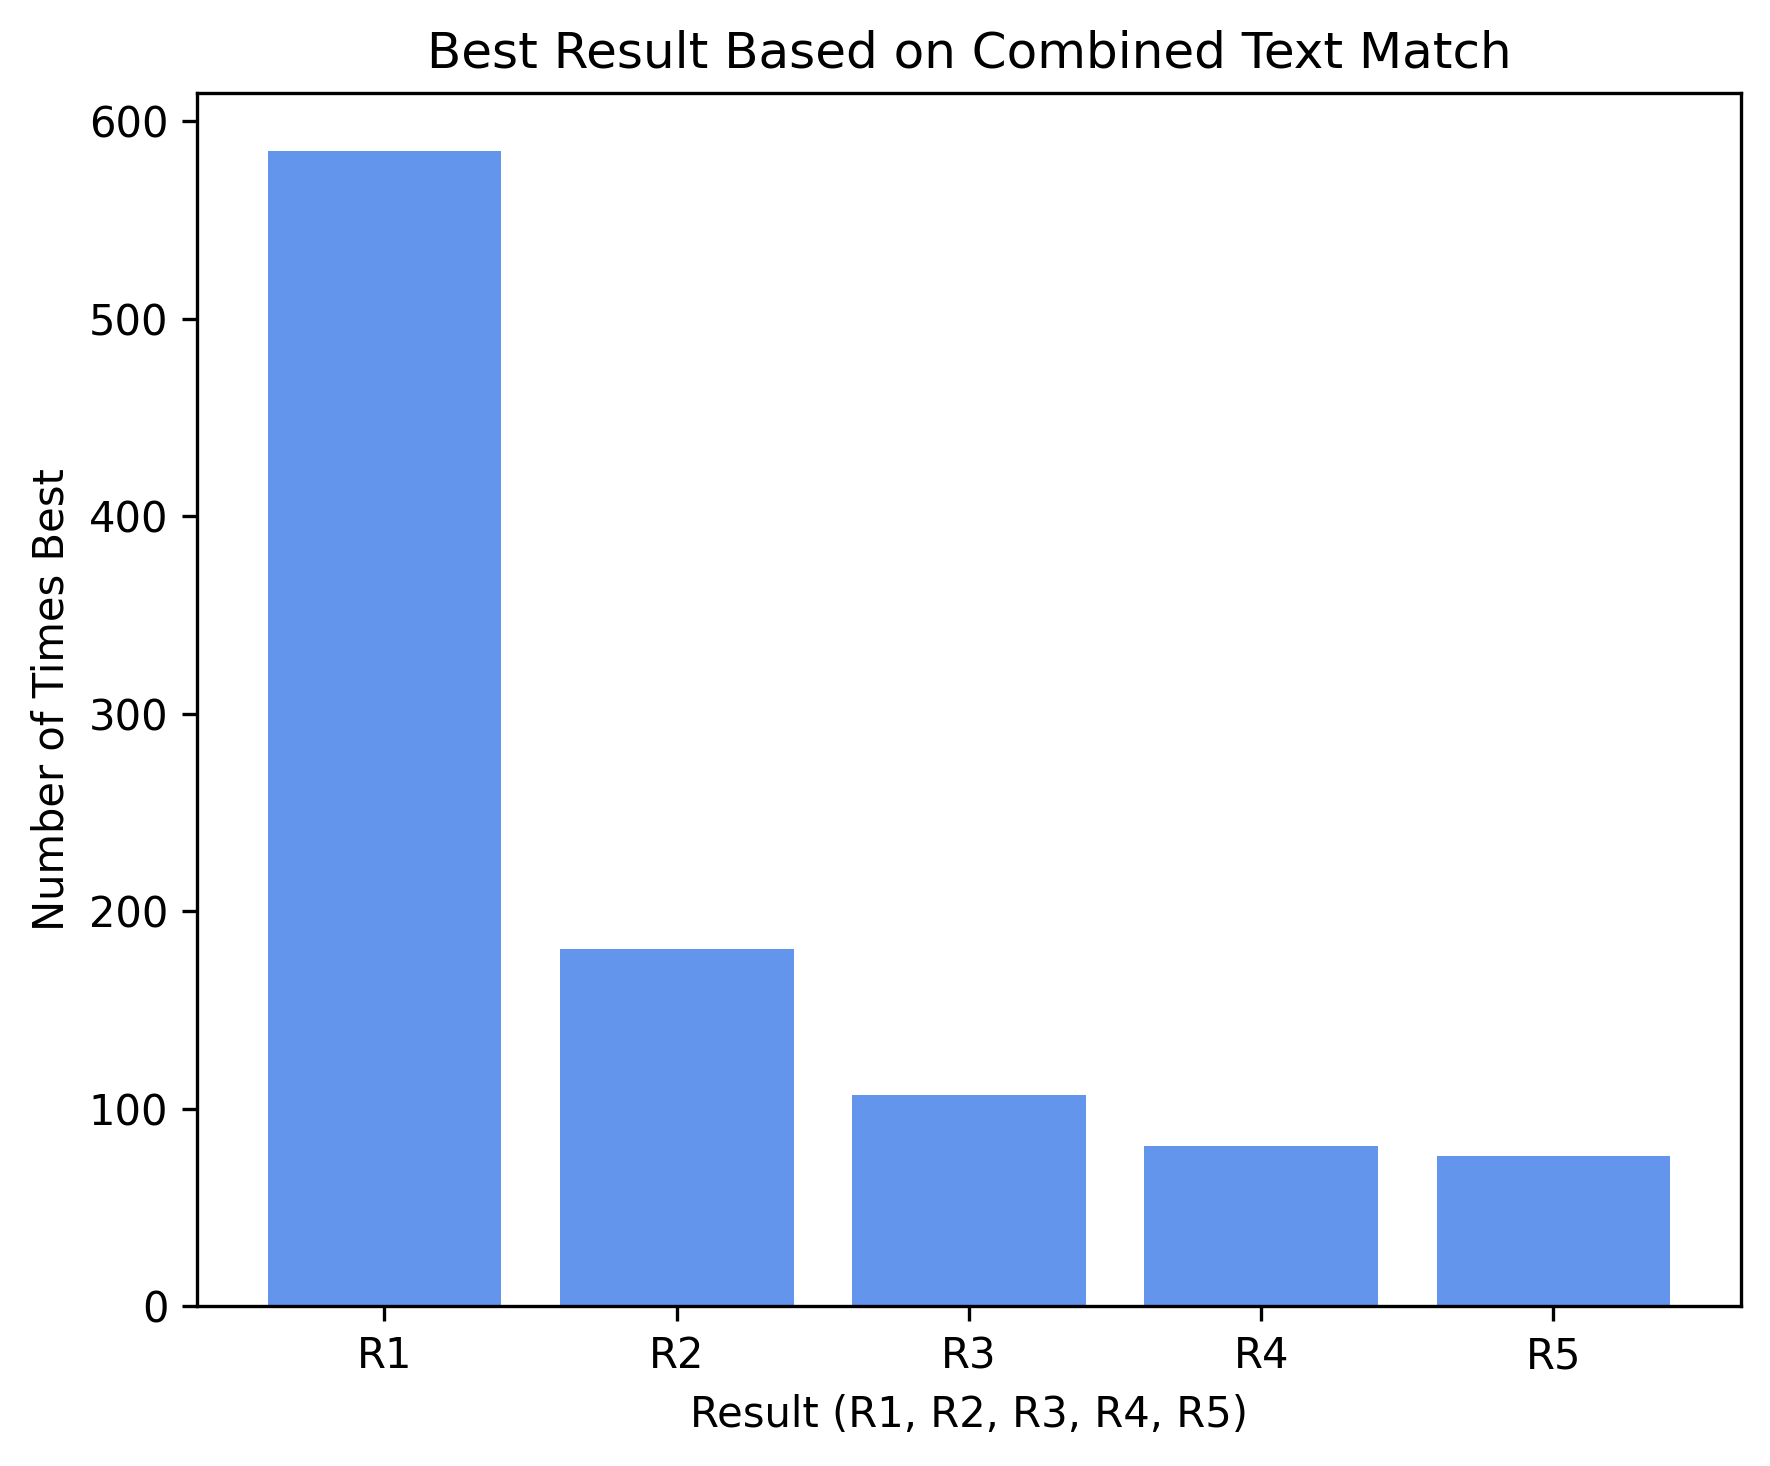 Best Result Based on Combined Text Match
Number of Times Best
600
500
400
300
200
100
0
R1 R2 R3 R4 R5
Result (R1, R2, R3, R4, R5)